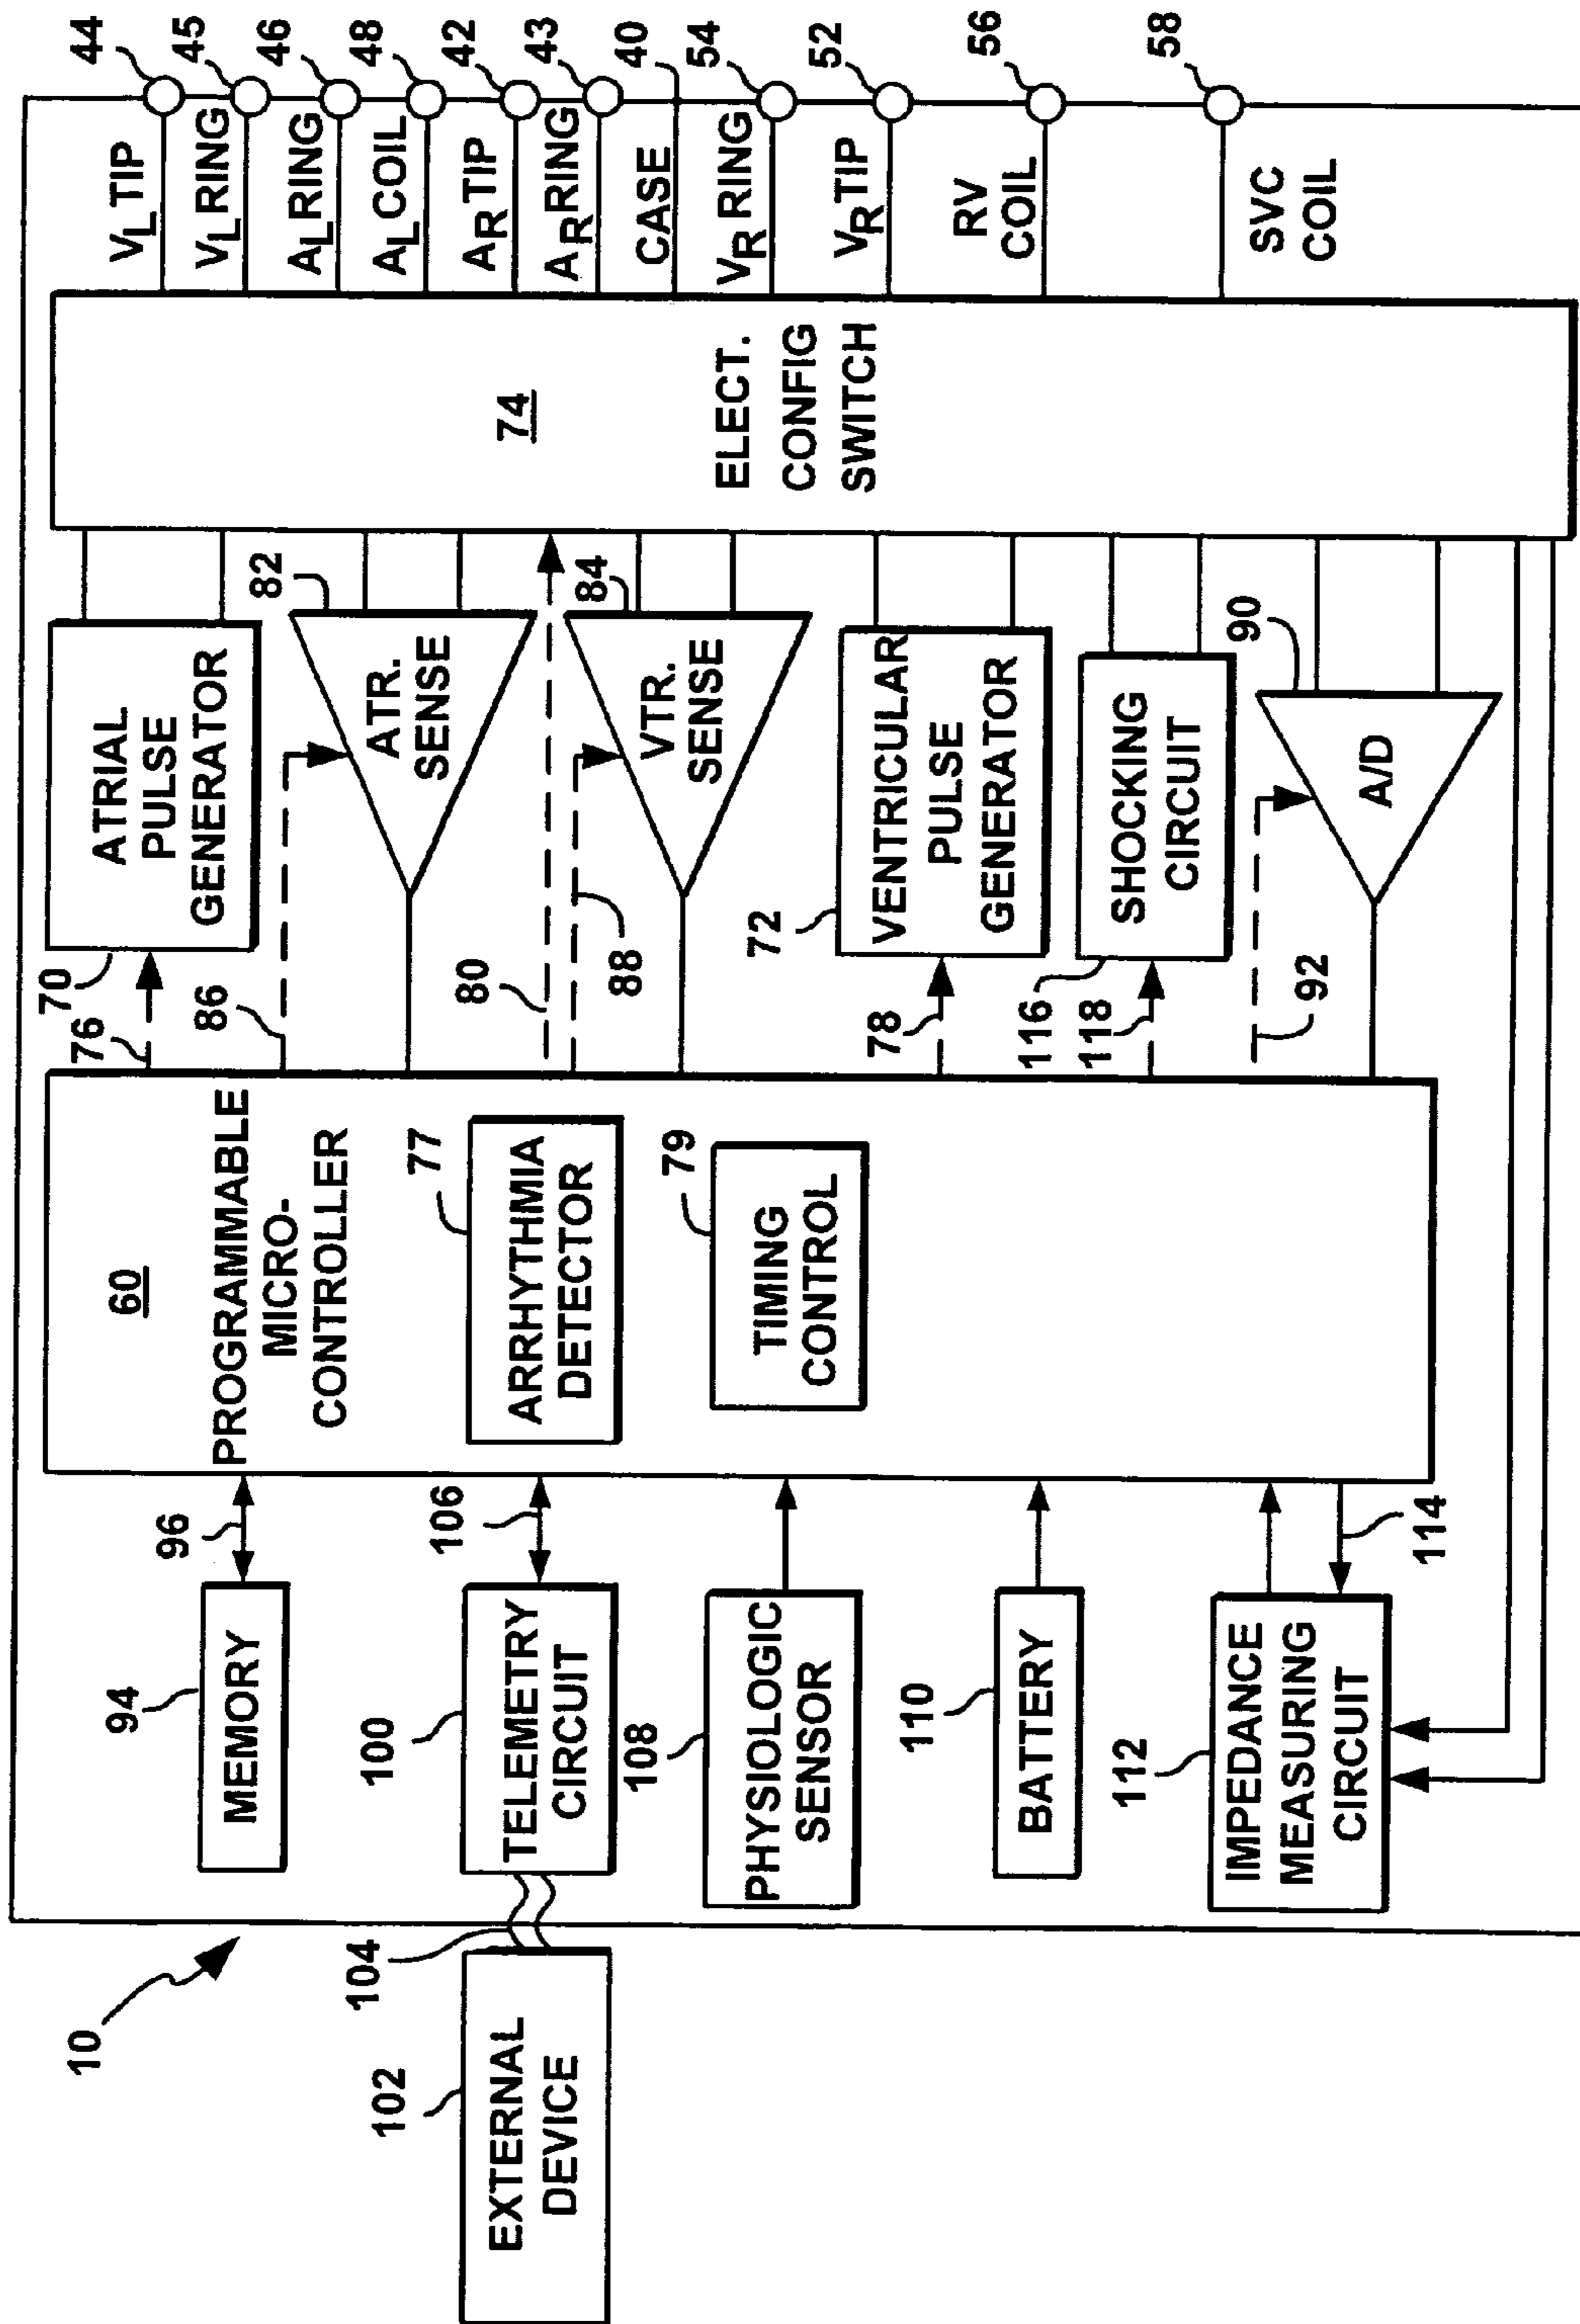 10
102
EXTERNAL
DEVICE
104
94
MEMORY
96
100
TELEMETRY
CIRCUIT
106
108
PHYSIOLOGIC
SENSOR
110
BATTERY
112
IMPEDANCE
MEASURING
CIRCUIT
114
60
PROGRAMMABLE
MICRO-
CONTROLLER
77
ARRHYTHMIA
DETECTOR
79
TIMING
CONTROL
70
76
ATRIAL
PULSE
GENERATOR
86
82
ATR.
SENSE
80
88
84
VTR.
SENSE
72
78
VENTRICULAR
PULSE
GENERATOR
116
118
SHOCKING
CIRCUIT
92
90
A/D
74
ELECT.
CONFIG
SWITCH
VL TIP 44
VL RING 45
AL RING 46
AL COIL 48
AR TIP 42
AR RING 43
CASE 40
VR RING 54
VR TIP 52
RV
COIL
56
SVC
COIL
58